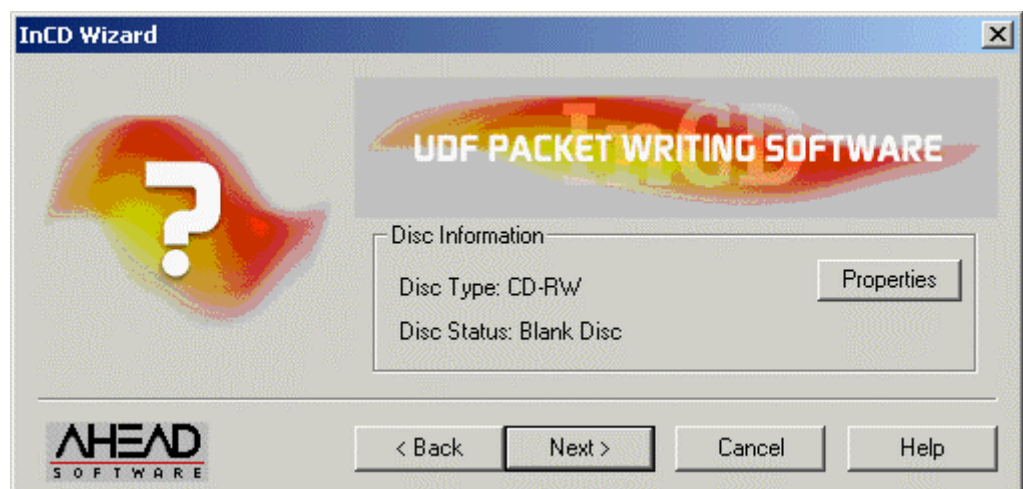 InCD Wizard
InCD
UDF PACKET WRITING SOFTWARE
?
Disc Information
Disc Type: CD-RW
Properties
Disc Status: Blank Disc
AHEAD
SOFTWARE
< Back
Next >
Cancel
Help